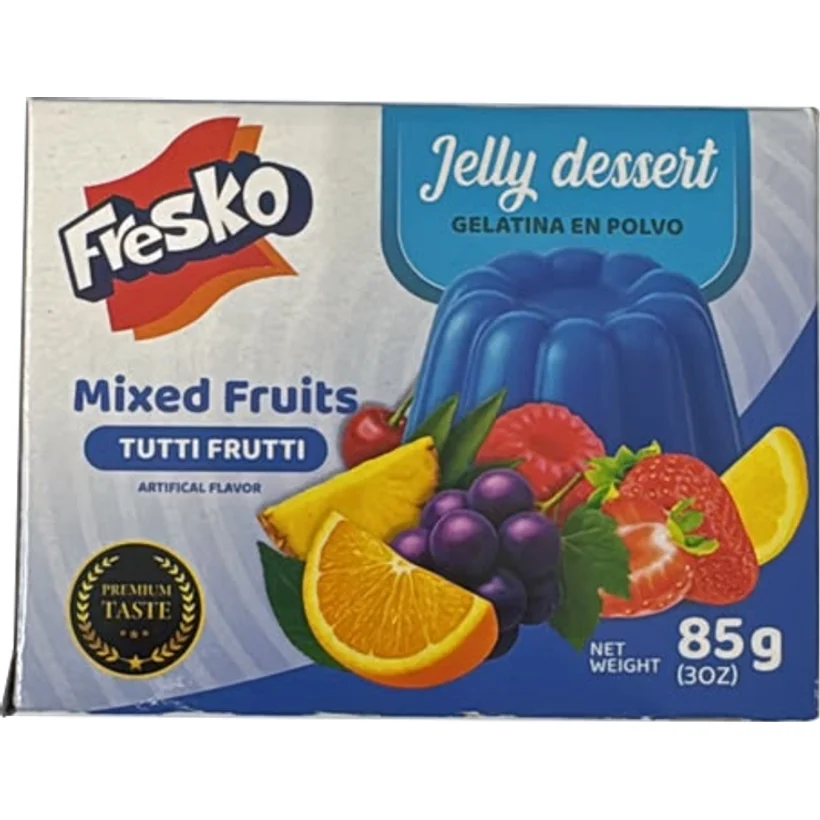 Fresko
Jelly dessert
GELATINA EN POLVO
Mixed Fruits
TUTTI FRUTTI
ARTIFICAL FLAVOR
PREMIUM
TASTE
NET
WEIGHT
85g
(3OZ)